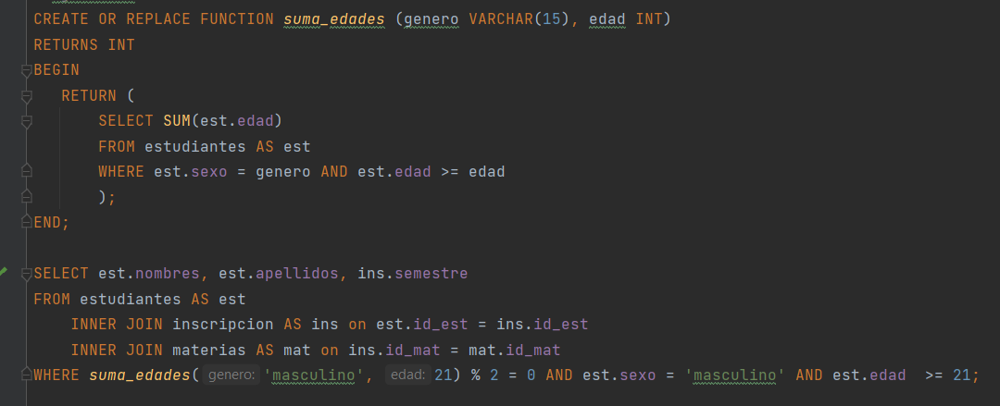 CREATE OR REPLACE FUNCTION suma_edades (genero VARCHAR(15), edad INT)
RETURNS INT
BEGIN
RETURN (
SELECT SUM(est.edad)
FROM estudiantes AS est
WHERE est.sexo = genero AND est.edad >= edad
);
END;
SELECT est.nombres, est.apellidos, ins.semestre
FROM estudiantes AS est
INNER JOIN inscripcion AS ins on est.id_est = ins.id_est
INNER JOIN materias AS mat on ins.id_mat = mat.id_mat
WHERE suma_edades( genero: 'masculino', edad: 21) % 2 = 0 AND est.sexo = 'masculino' AND est.edad >= 21;